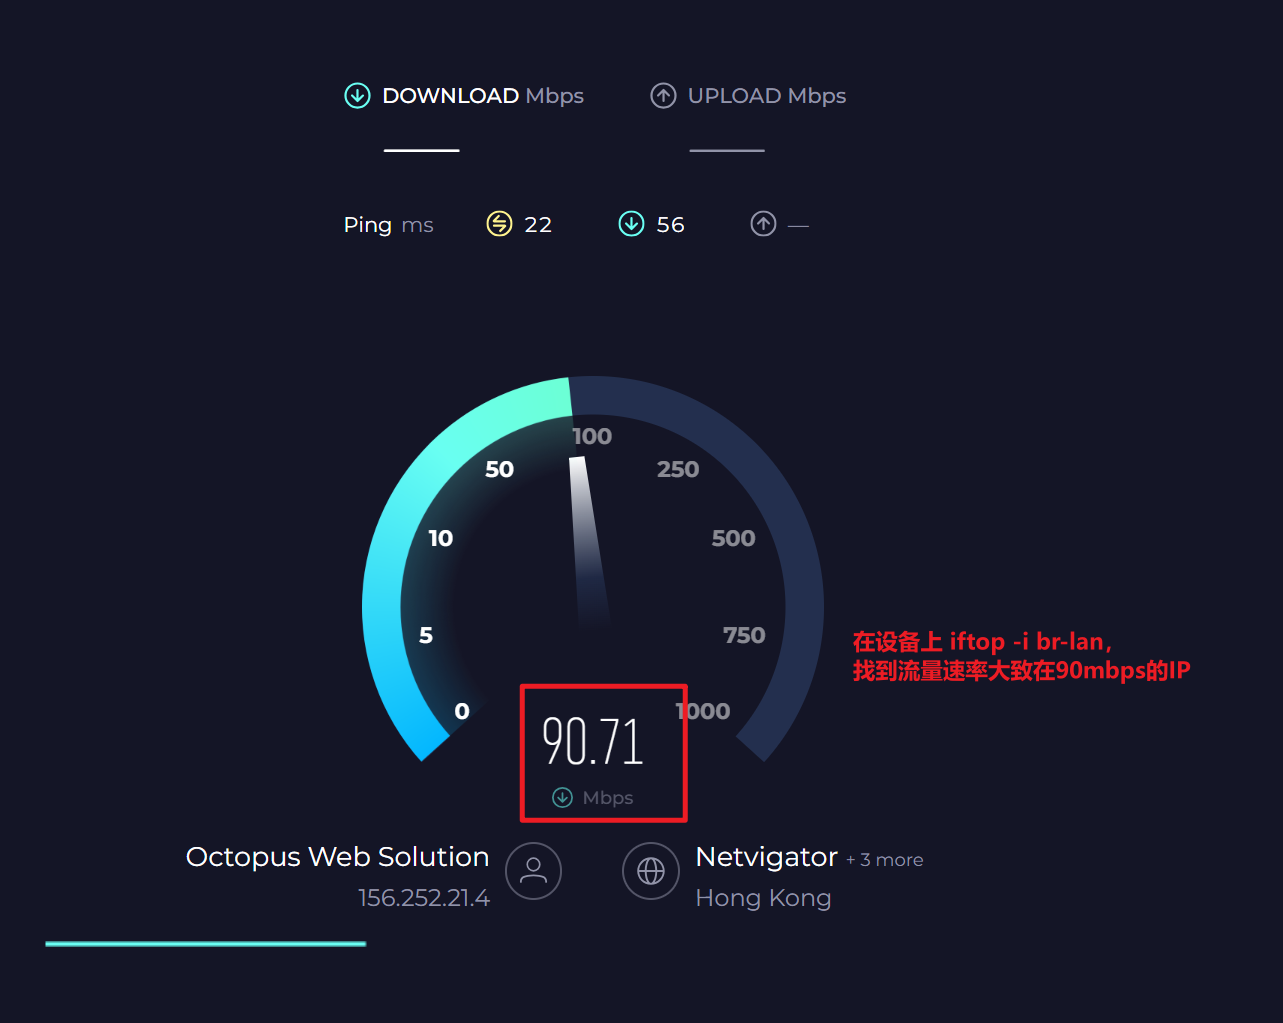 DOWNLOAD Mbps
UPLOAD Mbps
Ping ms 22 56 —
100
50
250
10
500
5
750
在设备上 iftop -i br-lan，
找到流量速率大致在90mbps的IP
0
1000
90.71
Mbps
Octopus Web Solution
156.252.21.4
Netvigator + 3 more
Hong Kong